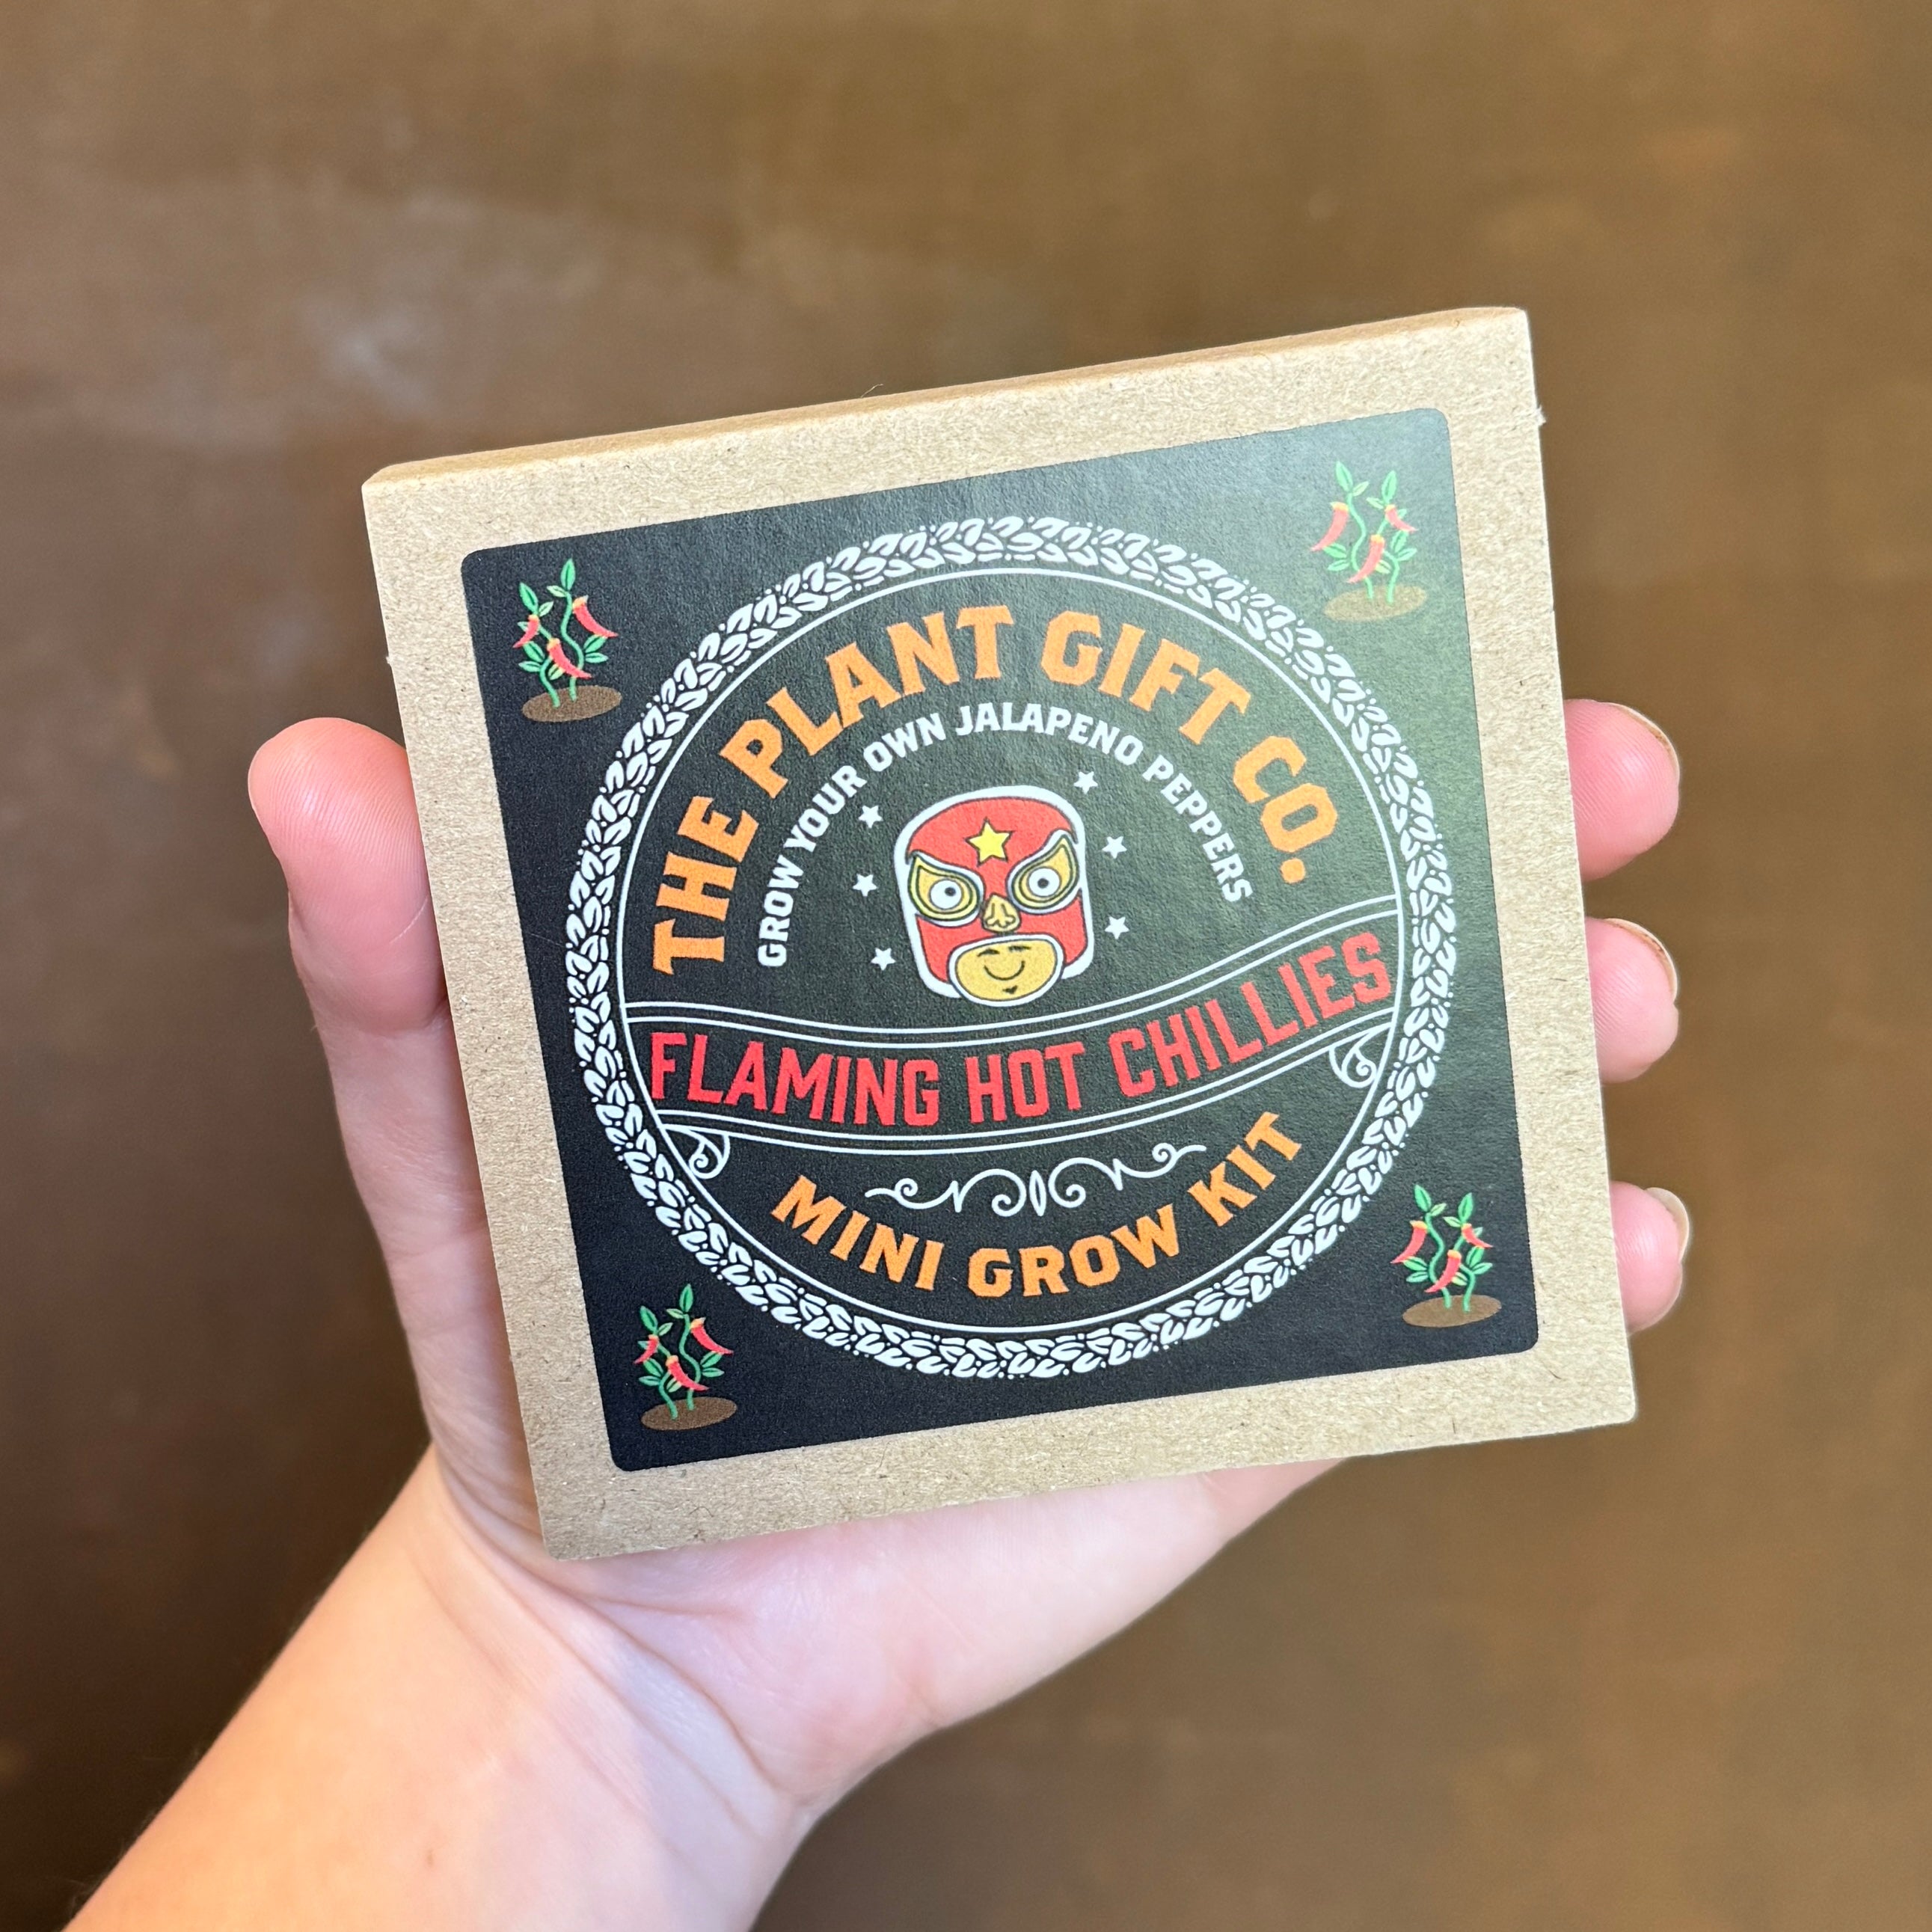 THE PLANT GIFT CO.
GROW YOUR OWN JALAPENO PEPPERS
FLAMING HOT CHILLIES
MINI GROW KIT